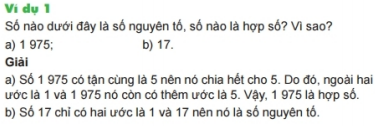 Ví dụ 1
Số nào dưới đây là số nguyên tố, số nào là hợp số? Vì sao?
a) 1 975; b) 17.
Giải
a) Số 1 975 có tận cùng là 5 nên nó chia hết cho 5. Do đó, ngoài hai
ước là 1 và 1 975 nó còn có thêm ước là 5. Vậy, 1 975 là hợp số.
b) Số 17 chỉ có hai ước là 1 và 17 nên nó là số nguyên tố.